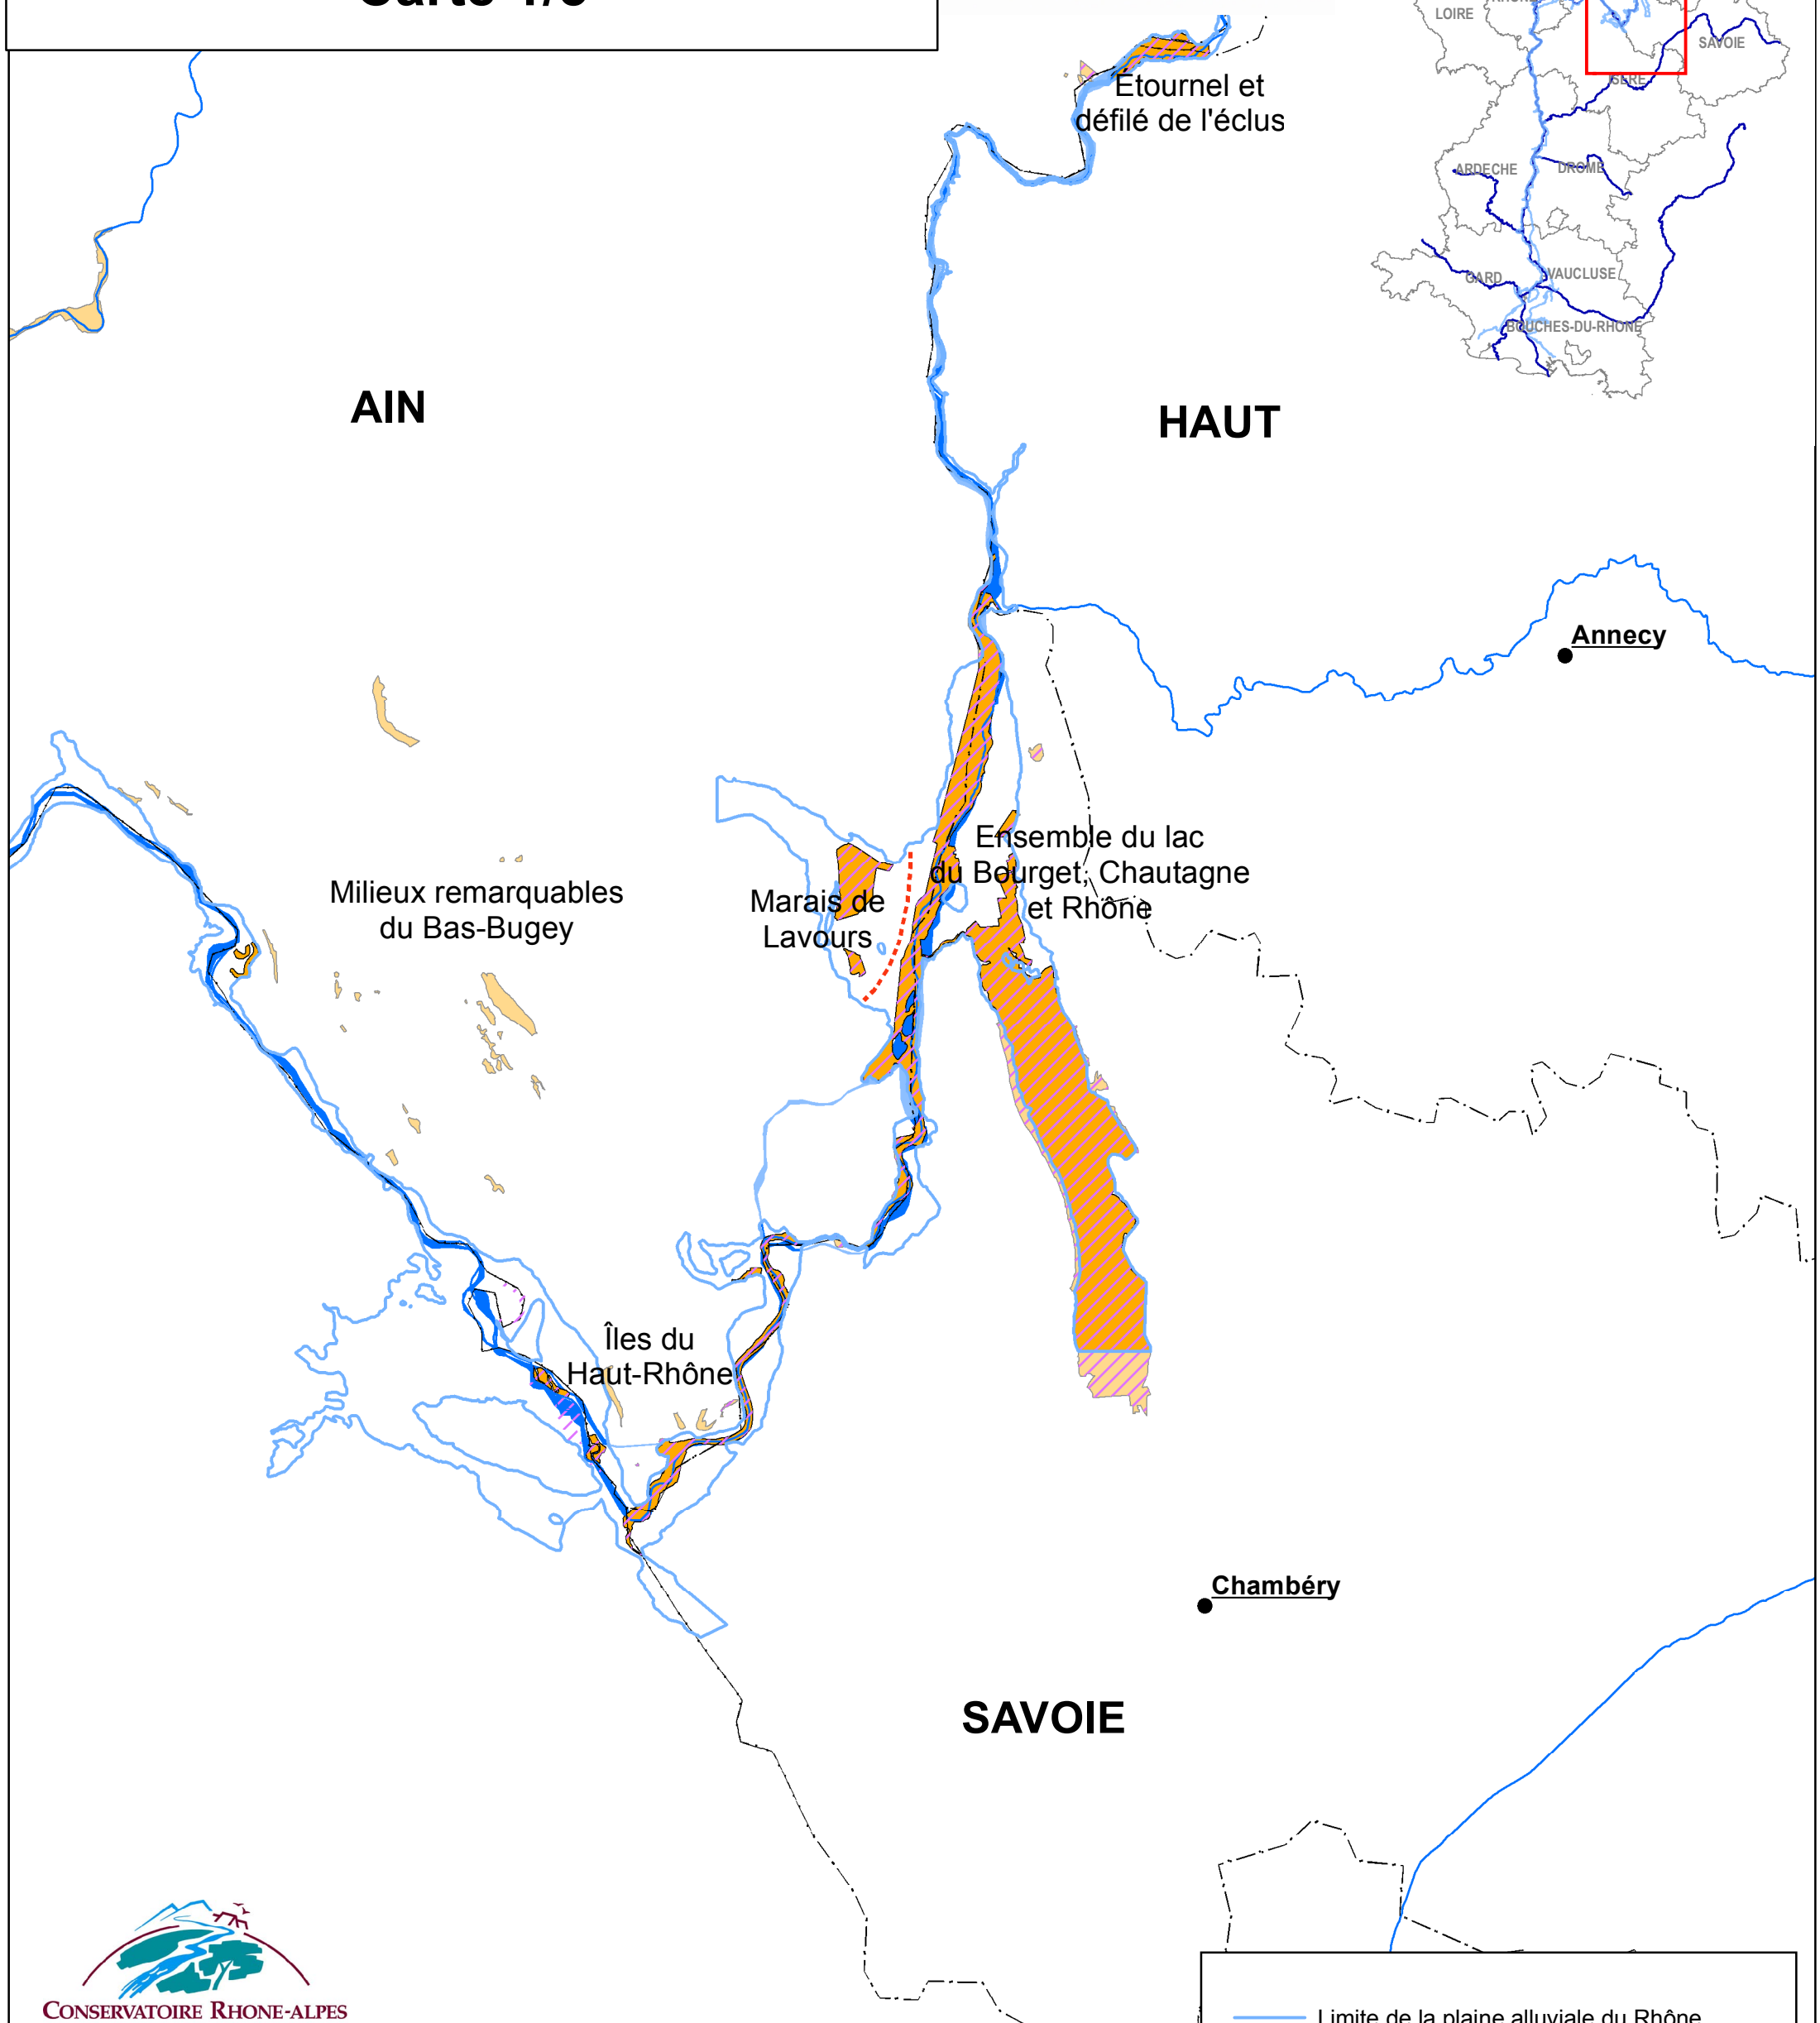 LOIRE
SAVOIE
ISERE
ARDECHE
DROME
GARD
VAUCLUSE
BOUCHES-DU-RHONE
Etournel et
défilé de l'éclus
AIN
HAUT
Annecy
Ensemble du lac
du Bourget, Chautagne
et Rhône
Milieux remarquables
du Bas-Bugey
Marais de
Lavours
Îles du
Haut-Rhône
Chambéry
SAVOIE
CONSERVATOIRE RHONE-ALPES
Limite de la plaine alluviale du Rhône